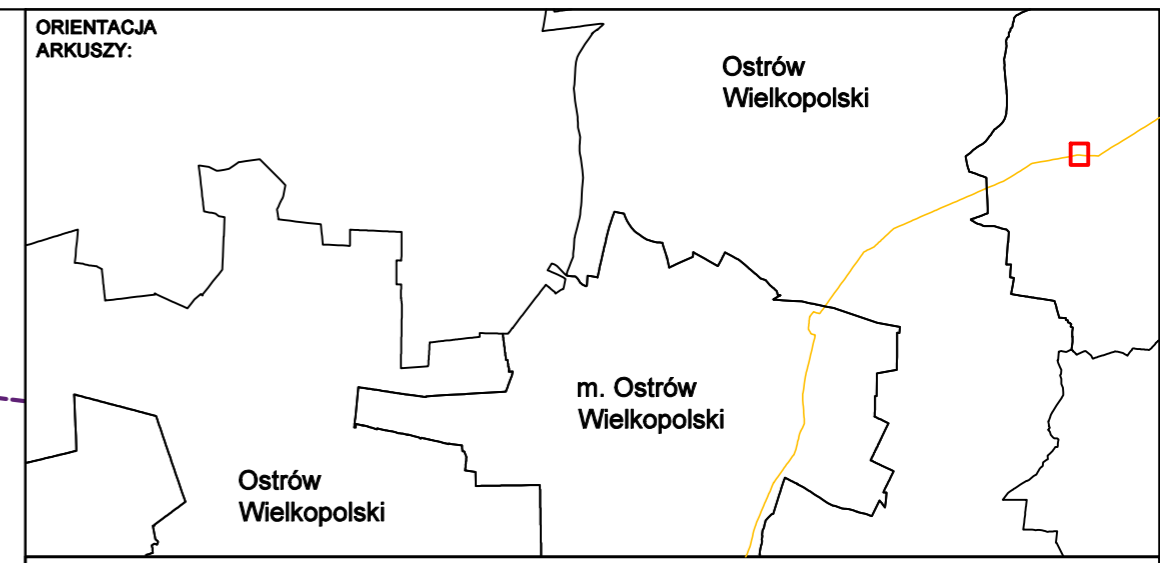 ORIENTACJA
ARKUSZY:
Ostrów
Wielkopolski
m. Ostrów
Wielkopolski
Ostrów
Wielkopolski